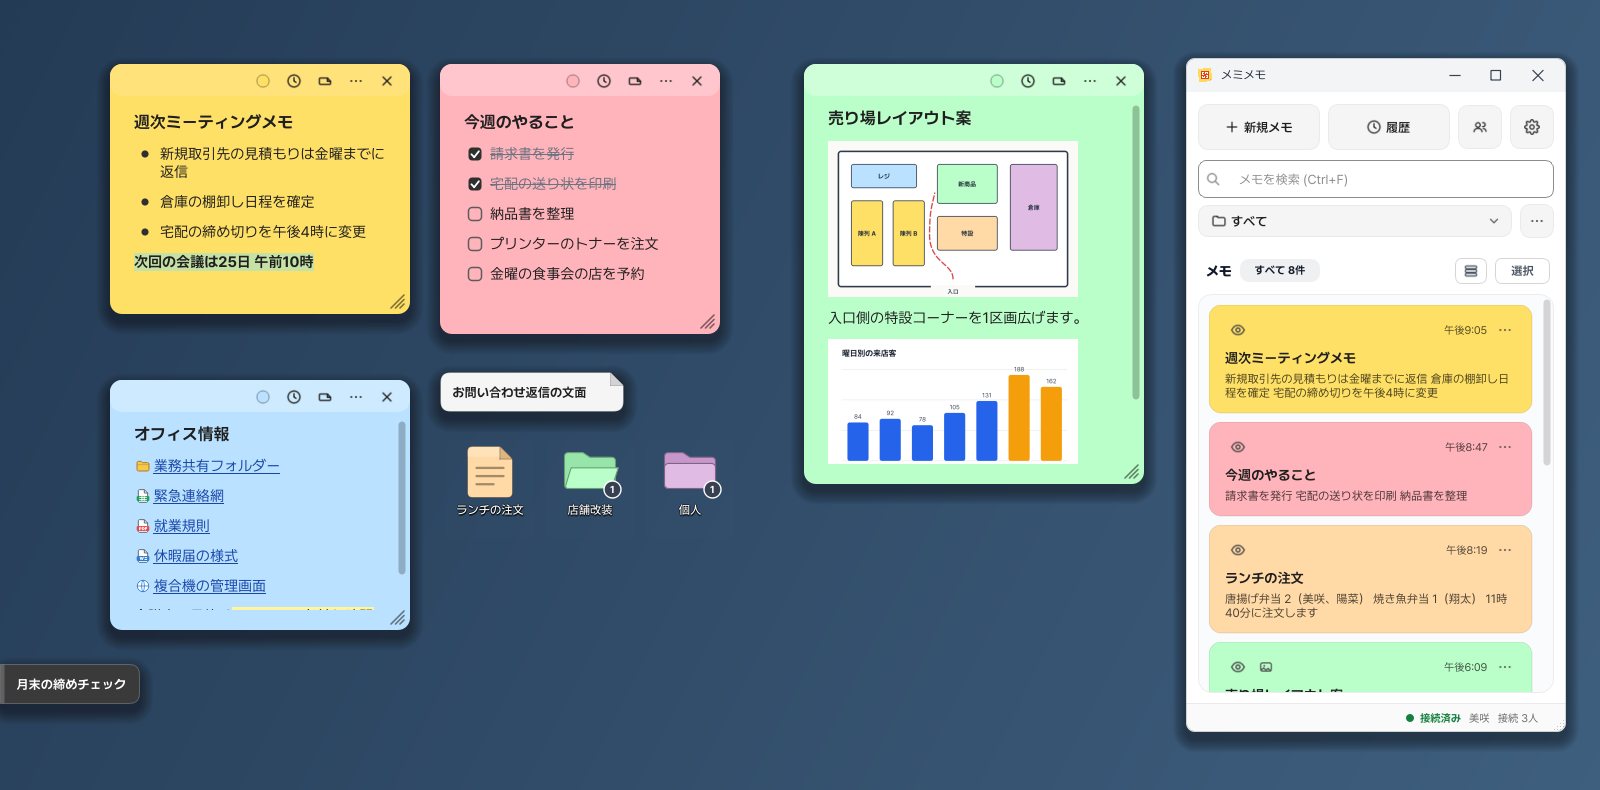 週次ミーティングメモ
新規取引先の見積もりは金曜までに
返信
倉庫の棚卸し日程を確定
宅配の締め切りを午後4時に変更
次回の会議は25日 午前10時
今週のやること
請求書を発行
宅配の送り状を印刷
納品書を整理
プリンターのトナーを注文
金曜の食事会の店を予約
オフィス情報
業務共有フォルダー
緊急連絡網
就業規則
休暇届の様式
複合機の管理画面
お問い合わせ返信の文面
ランチの注文
店舗改装
1
個人
1
月末の締めチェック
売り場レイアウト案
レジ
新商品
倉庫
陳列 A
陳列 B
特設
入口
入口側の特設コーナーを1区画広げます。
曜日別の来店客
84
92
78
105
131
188
162
メミメモ
新規メモ
履歴
メモを検索 (Ctrl+F)
すべて
メモ
すべて 8件
選択
午後9:05
週次ミーティングメモ
新規取引先の見積もりは金曜までに返信 倉庫の棚卸し日
程を確定 宅配の締め切りを午後4時に変更
午後8:47
今週のやること
請求書を発行 宅配の送り状を印刷 納品書を整理
午後8:19
ランチの注文
唐揚げ弁当 2（美咲、陽菜） 焼き魚弁当 1（翔太） 11時
40分に注文します
午後6:09
売り場レイアウト案
接続済み 美咲 接続 3人